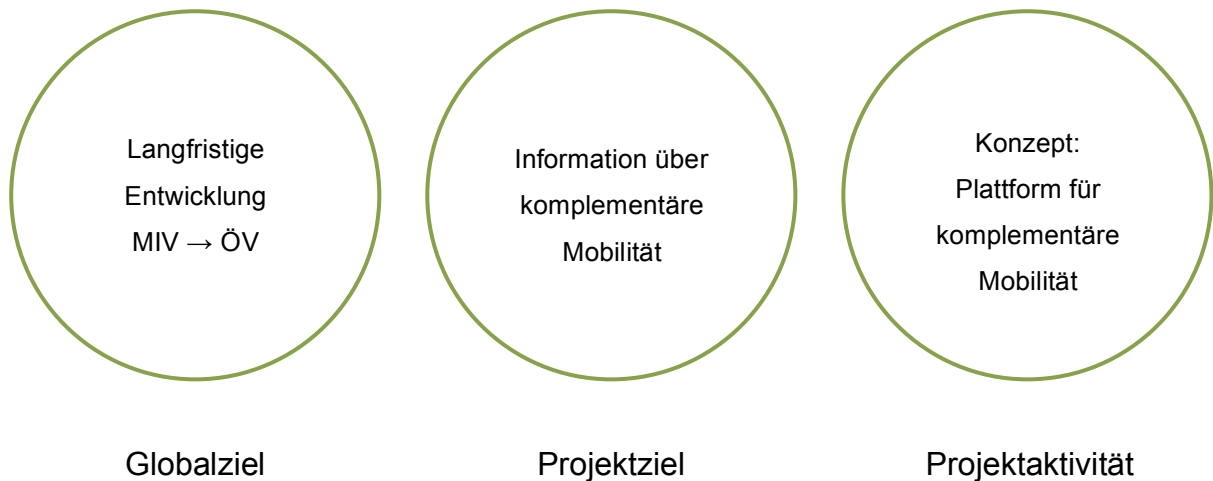 Langfristige
Entwicklung
MIV → ÖV
Information über
komplementäre
Mobilität
Konzept:
Plattform für
komplementäre
Mobilität
Globalziel
Projektziel
Projektaktivität